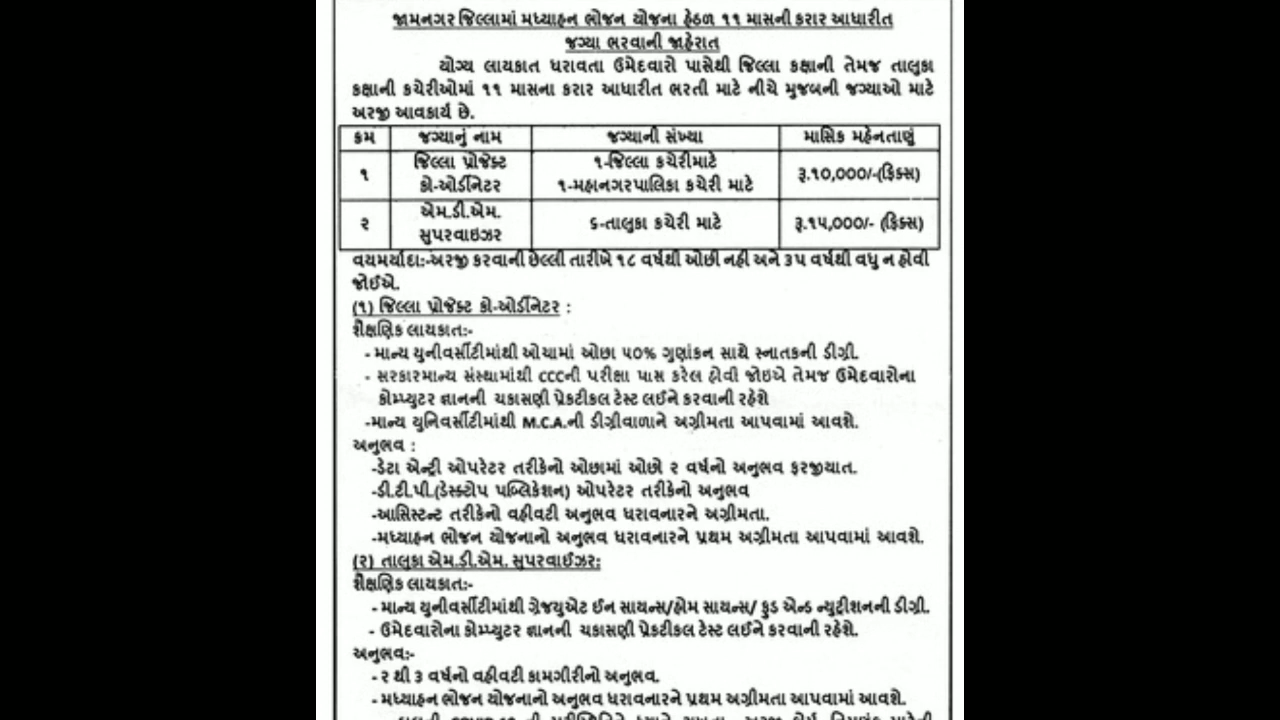 જામનગર જિલ્લામાં મધ્યાહન ભોજન યોજના હેઠળ ૧૧ માસની કરાર આધારીત
જગ્યા ભરવાની જાહેરાત
યોગ્ય લાયકાત ધરાવતા ઉમેદવારો પાસેથી જિલ્લા કક્ષાની તેમજ તાલુકા
કક્ષાની કચેરીઓમાં ૧૧ માસના કરાર આધારીત ભરતી માટે નીચે મુજબની જગ્યાઓ માટે
અરજી આવકાર્ય છે.
ક્રમ જગ્યાનું નામ જગ્યાની સંખ્યા માસિક મહેનતાણું
૧ જિલ્લા પ્રોજેક્ટ કો-ઓર્ડીનેટર ૧-જિલ્લા કચેરીમાટે ૧-મહાનગરપાલિકા કચેરી માટે રૂ.૧૦,૦૦૦/-(ફિક્સ)
૨ એમ.ડી.એમ. સુપરવાઇઝર ૬-તાલુકા કચેરી માટે રૂ.૧૫,૦૦૦/- (ફિક્સ)
વયમર્યાદા:-અરજી કરવાની છેલ્લી તારીખે ૧૮ વર્ષથી ઓછી નહી અને ૩૫ વર્ષથી વધુ ન હોવી
જોઈએ.
(૧) જિલ્લા પ્રોજેક્ટ કો-ઓર્ડીનેટર :
શૈક્ષણિક લાયકાત:-
- માન્ય યુનીવર્સીટીમાંથી ઓચામાં ઓછા ૫૦% ગુણાંકન સાથે સ્નાતકની ડીગ્રી.
- સરકારમાન્ય સંસ્થામાંથી CCCની પરીક્ષા પાસ કરેલ હોવી જોઇએ તેમજ ઉમેદવારોના
કોમ્પ્યુટર જ્ઞાનની ચકાસણી પ્રેકટીકલ ટેસ્ટ લઈને કરવાની રહેશે
-માન્ય યુનિવર્સીટીમાંથી M.C.A.ની ડીગ્રીવાળાને અગ્રીમતા આપવામાં આવશે.
અનુભવ :
-ડેટા એન્ટ્રી ઓપરેટર તરીકેનો ઓછામાં ઓછો ૨ વર્ષનો અનુભવ ફરજીયાત.
-ડી.ટી.પી.(ડેસ્કટોપ પબ્લિકેશન) ઓપરેટર તરીકેનો અનુભવ
-આસિસ્ટન્ટ તરીકેનો વહીવટી અનુભવ ધરાવનારને અગ્રીમતા.
-મધ્યાહન ભોજન યોજનાનો અનુભવ ધરાવનારને પ્રથમ અગ્રીમતા આપવામાં આવશે.
(૨) તાલુકા એમ.ડી.એમ. સુપરવાઈઝર:
શૈક્ષણિક લાયકાત:-
- માન્ય યુનીવર્સીટીમાંથી ગ્રેજયુએટ ઈન સાયન્સ/હોમ સાયન્સ/ ફુડ એન્ડ ન્યુટ્રીશનની ડીગ્રી.
- ઉમેદવારોના કોમ્પ્યુટર જ્ઞાનની ચકાસણી પ્રેકટીકલ ટેસ્ટ લઈને કરવાની રહેશે.
અનુભવ:-
- ૨ થી ૩ વર્ષનો વહીવટી કામગીરીનો અનુભવ.
- મધ્યાહન ભોજન યોજનાનો અનુભવ ધરાવનારને પ્રથમ અગ્રીમતા આપવામાં આવશે.